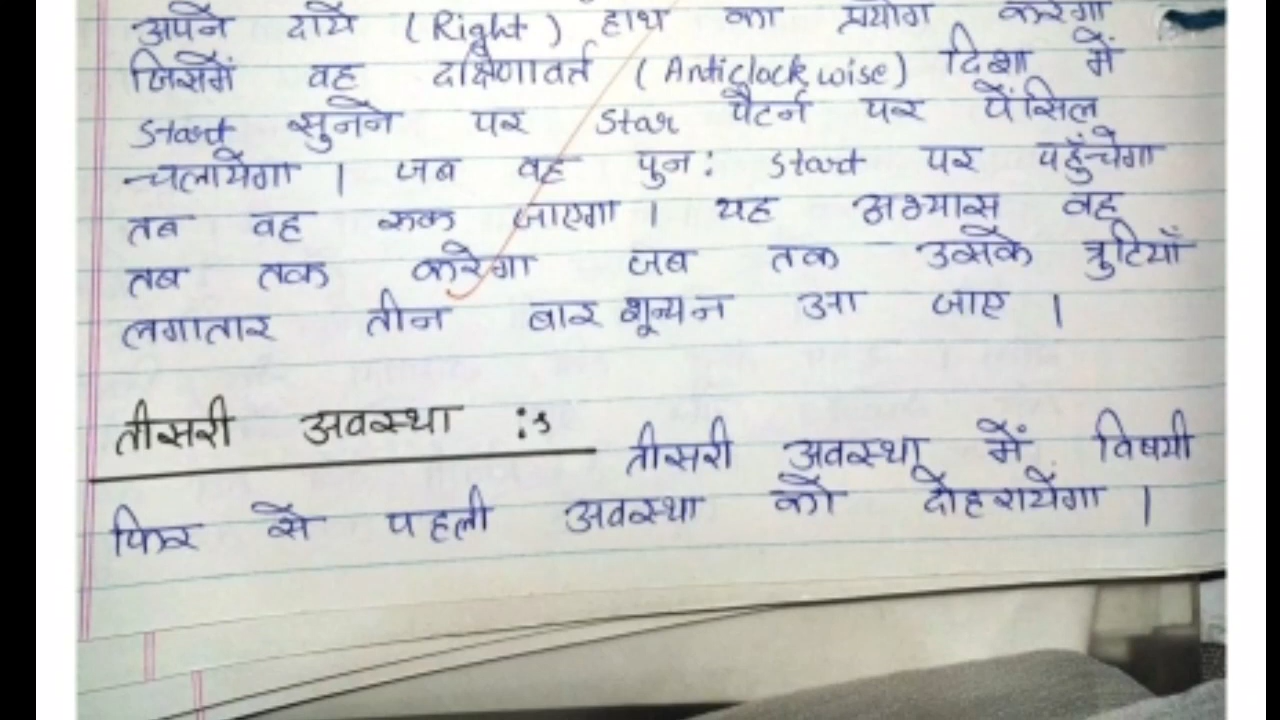 अपने दायें (Right) हाथ का प्रयोग करेगा
जिसमें वह दक्षिणावर्त (Anticlockwise) दिशा में
Start सुनने पर Star पैटर्न पर पेंसिल
चलायेगा । जब वह पुन: Start पर पहुँचेगा
तब वह रूक जाएगा । यह अभ्यास वह
तब तक करेगा जब तक उसके त्रुटियाँ
लगातार तीन बार शून्यन आ जाए ।
तीसरी अवस्था :→ तीसरी अवस्था में विषयी
फिर से पहली अवस्था को दोहरायेंगा ।